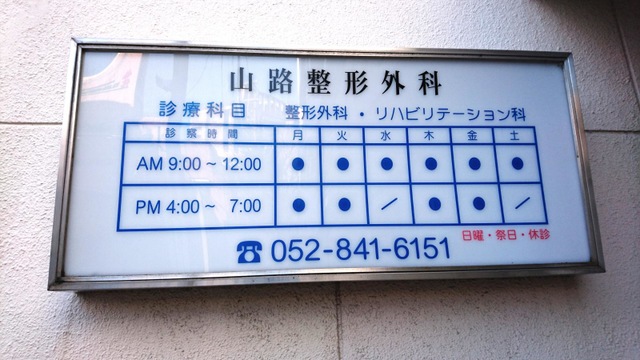 山路整形外科
診療科目 整形外科・リハビリテーション科
診察時間 月 火 水 木 金 土
AM 9:00～12:00 ● ● ● ● ● ●
PM 4:00～ 7:00 ● ● ／ ● ● ／
日曜・祭日・休診
☎ 052-841-6151